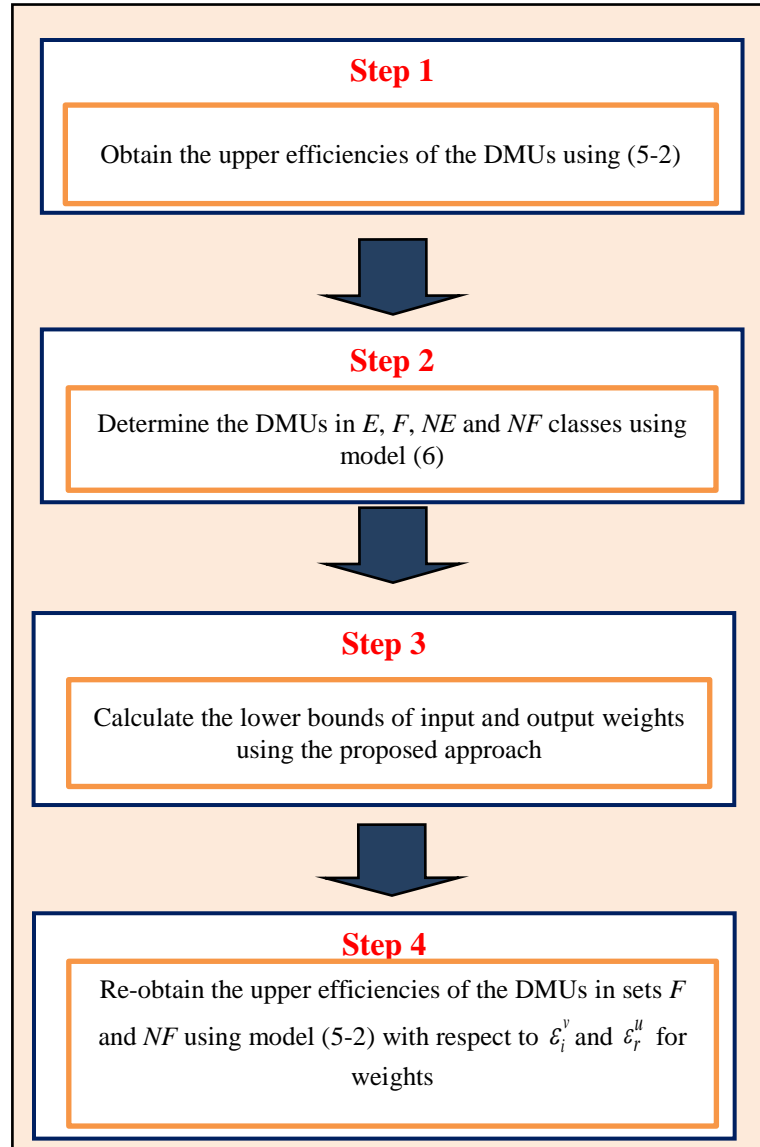 Step 1
Obtain the upper efficiencies of the DMUs using (5-2)
Step 2
Determine the DMUs in E, F, NE and NF classes using
model (6)
Step 3
Calculate the lower bounds of input and output weights
using the proposed approach
Step 4
Re-obtain the upper efficiencies of the DMUs in sets F
and NF using model (5-2) with respect to ε_i^v and ε_r^u for
weights